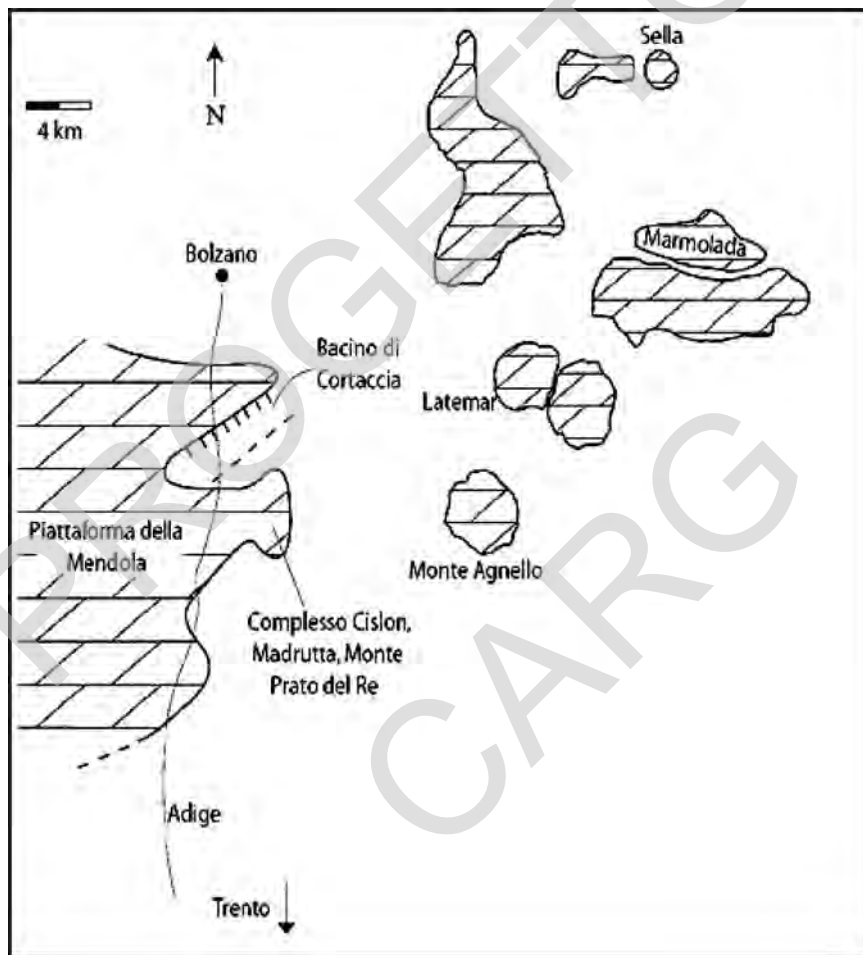 Sella
N
4 km
Marmolada
Bolzano
Bacino di
Cortaccia
Latemar
Piattaforma della
Mendola
Monte Agnello
Complesso Cislon,
Madrutta, Monte
Prato del Re
Adige
Trento
PROGETTO
CARG